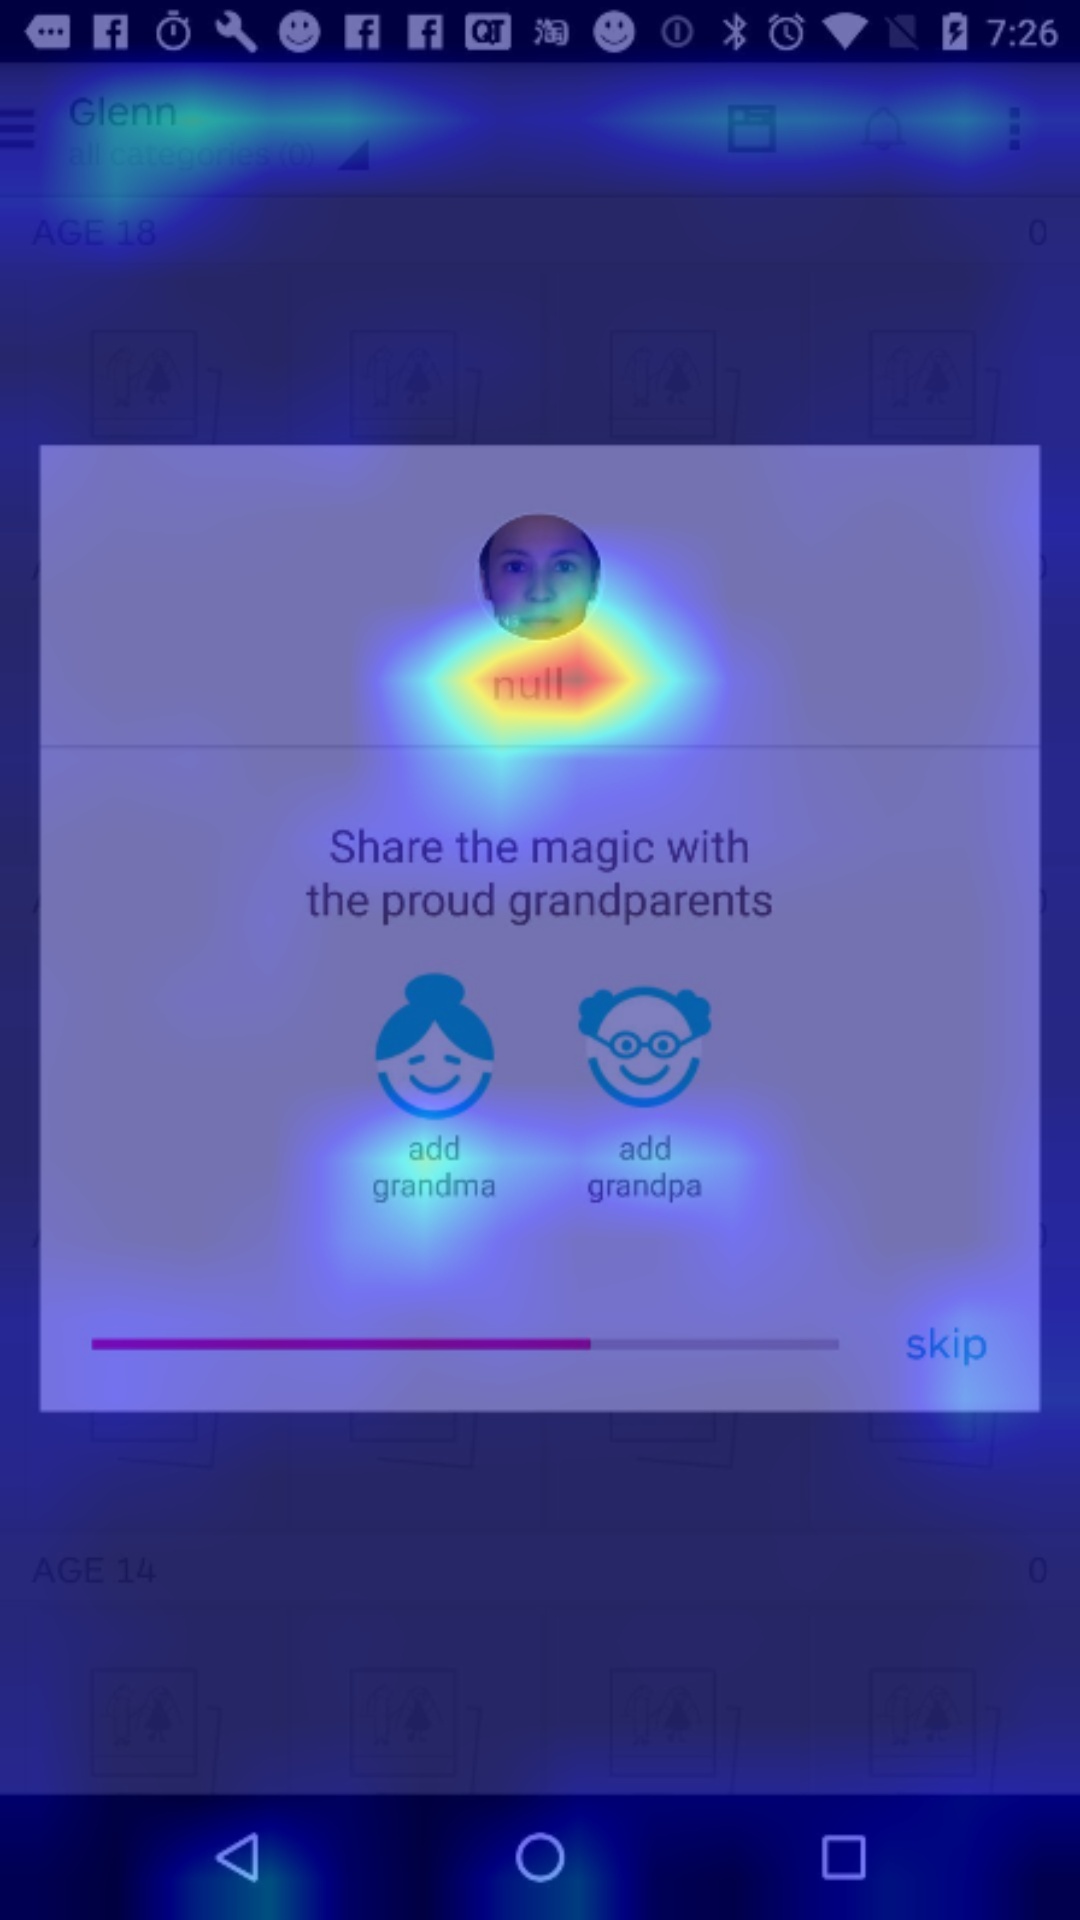 7:26
Glenn
all categories (0)
AGE 18 0
null
Share the magic with
the proud grandparents
add
grandma
add
grandpa
skip
AGE 14 0